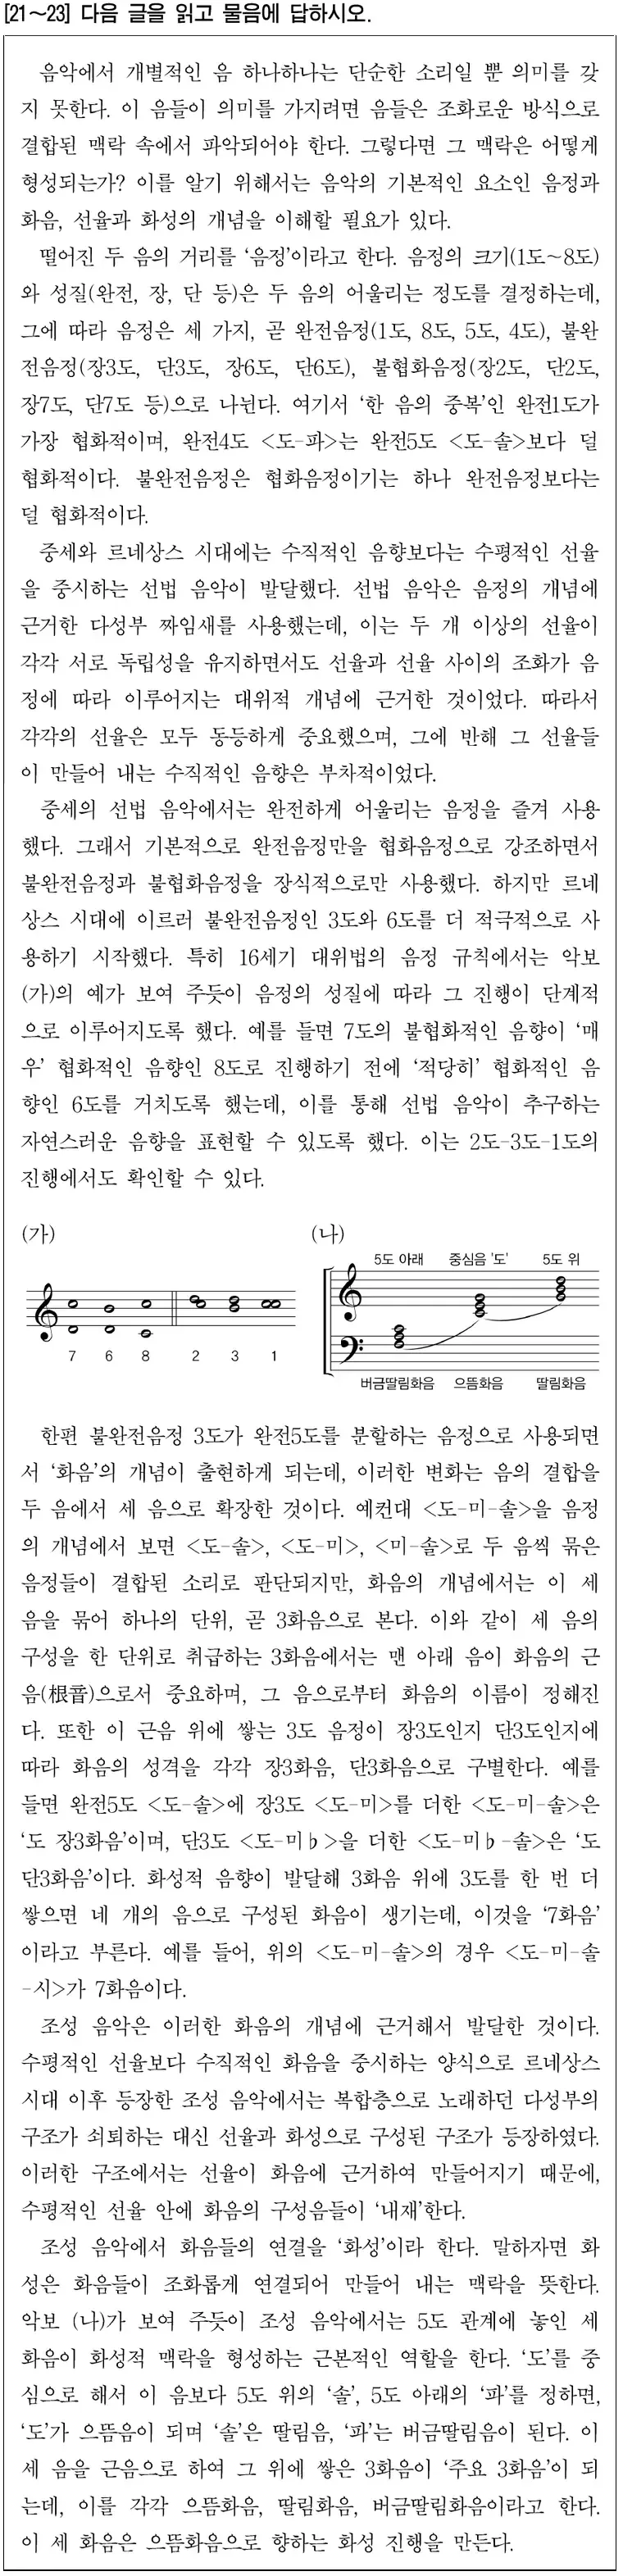 [21~23] 다음 글을 읽고 물음에 답하시오.
음악에서 개별적인 음 하나하나는 단순한 소리일 뿐 의미를 갖
지 못한다. 이 음들이 의미를 가지려면 음들은 조화로운 방식으로
결합된 맥락 속에서 파악되어야 한다. 그렇다면 그 맥락은 어떻게
형성되는가? 이를 알기 위해서는 음악의 기본적인 요소인 음정과
화음, 선율과 화성의 개념을 이해할 필요가 있다.
떨어진 두 음의 거리를 ‘음정’이라고 한다. 음정의 크기(1도~8도)
와 성질(완전, 장, 단 등)은 두 음의 어울리는 정도를 결정하는데,
그에 따라 음정은 세 가지, 곧 완전음정(1도, 8도, 5도, 4도), 불완
전음정(장3도, 단3도, 장6도, 단6도), 불협화음정(장2도, 단2도,
장7도, 단7도 등)으로 나뉜다. 여기서 ‘한 음의 중복’인 완전1도가
가장 협화적이며, 완전4도 <도-파>는 완전5도 <도-솔>보다 덜
협화적이다. 불완전음정은 협화음정이기는 하나 완전음정보다는
덜 협화적이다.
중세와 르네상스 시대에는 수직적인 음향보다는 수평적인 선율
을 중시하는 선법 음악이 발달했다. 선법 음악은 음정의 개념에
근거한 다성부 짜임새를 사용했는데, 이는 두 개 이상의 선율이
각각 서로 독립성을 유지하면서도 선율과 선율 사이의 조화가 음
정에 따라 이루어지는 대위적 개념에 근거한 것이었다. 따라서
각각의 선율은 모두 동등하게 중요했으며, 그에 반해 그 선율들
이 만들어 내는 수직적인 음향은 부차적이었다.
중세의 선법 음악에서는 완전하게 어울리는 음정을 즐겨 사용
했다. 그래서 기본적으로 완전음정만을 협화음정으로 강조하면서
불완전음정과 불협화음정을 장식적으로만 사용했다. 하지만 르네
상스 시대에 이르러 불완전음정인 3도와 6도를 더 적극적으로 사
용하기 시작했다. 특히 16세기 대위법의 음정 규칙에서는 악보
(가)의 예가 보여 주듯이 음정의 성질에 따라 그 진행이 단계적
으로 이루어지도록 했다. 예를 들면 7도의 불협화적인 음향이 ‘매
우’ 협화적인 음향인 8도로 진행하기 전에 ‘적당히’ 협화적인 음
향인 6도를 거치도록 했는데, 이를 통해 선법 음악이 추구하는
자연스러운 음향을 표현할 수 있도록 했다. 이는 2도-3도-1도의
진행에서도 확인할 수 있다.
(가)
7 6 8 2 3 1
(나)
5도 아래 중심음 '도' 5도 위
버금딸림화음 으뜸화음 딸림화음
한편 불완전음정 3도가 완전5도를 분할하는 음정으로 사용되면
서 ‘화음’의 개념이 출현하게 되는데, 이러한 변화는 음의 결합을
두 음에서 세 음으로 확장한 것이다. 예컨대 <도-미-솔>을 음정
의 개념에서 보면 <도-솔>, <도-미>, <미-솔>로 두 음씩 묶은
음정들이 결합된 소리로 판단되지만, 화음의 개념에서는 이 세
음을 묶어 하나의 단위, 곧 3화음으로 본다. 이와 같이 세 음의
구성을 한 단위로 취급하는 3화음에서는 맨 아래 음이 화음의 근
음(根音)으로서 중요하며, 그 음으로부터 화음의 이름이 정해진
다. 또한 이 근음 위에 쌓는 3도 음정이 장3도인지 단3도인지에
따라 화음의 성격을 각각 장3화음, 단3화음으로 구별한다. 예를
들면 완전5도 <도-솔>에 장3도 <도-미>를 더한 <도-미-솔>은
‘도 장3화음’이며, 단3도 <도-미♭>을 더한 <도-미♭-솔>은 ‘도
단3화음’이다. 화성적 음향이 발달해 3화음 위에 3도를 한 번 더
쌓으면 네 개의 음으로 구성된 화음이 생기는데, 이것을 ‘7화음’
이라고 부른다. 예를 들어, 위의 <도-미-솔>의 경우 <도-미-솔
-시>가 7화음이다.
조성 음악은 이러한 화음의 개념에 근거해서 발달한 것이다.
수평적인 선율보다 수직적인 화음을 중시하는 양식으로 르네상스
시대 이후 등장한 조성 음악에서는 복합층으로 노래하던 다성부의
구조가 쇠퇴하는 대신 선율과 화성으로 구성된 구조가 등장하였다.
이러한 구조에서는 선율이 화음에 근거하여 만들어지기 때문에,
수평적인 선율 안에 화음의 구성음들이 ‘내재’한다.
조성 음악에서 화음들의 연결을 ‘화성’이라 한다. 말하자면 화
성은 화음들이 조화롭게 연결되어 만들어 내는 맥락을 뜻한다.
악보 (나)가 보여 주듯이 조성 음악에서는 5도 관계에 놓인 세
화음이 화성적 맥락을 형성하는 근본적인 역할을 한다. ‘도’를 중
심으로 해서 이 음보다 5도 위의 ‘솔’, 5도 아래의 ‘파’를 정하면,
‘도’가 으뜸음이 되며 ‘솔’은 딸림음, ‘파’는 버금딸림음이 된다. 이
세 음을 근음으로 하여 그 위에 쌓은 3화음이 ‘주요 3화음’이 되
는데, 이를 각각 으뜸화음, 딸림화음, 버금딸림화음이라고 한다.
이 세 화음은 으뜸화음으로 향하는 화성 진행을 만든다.